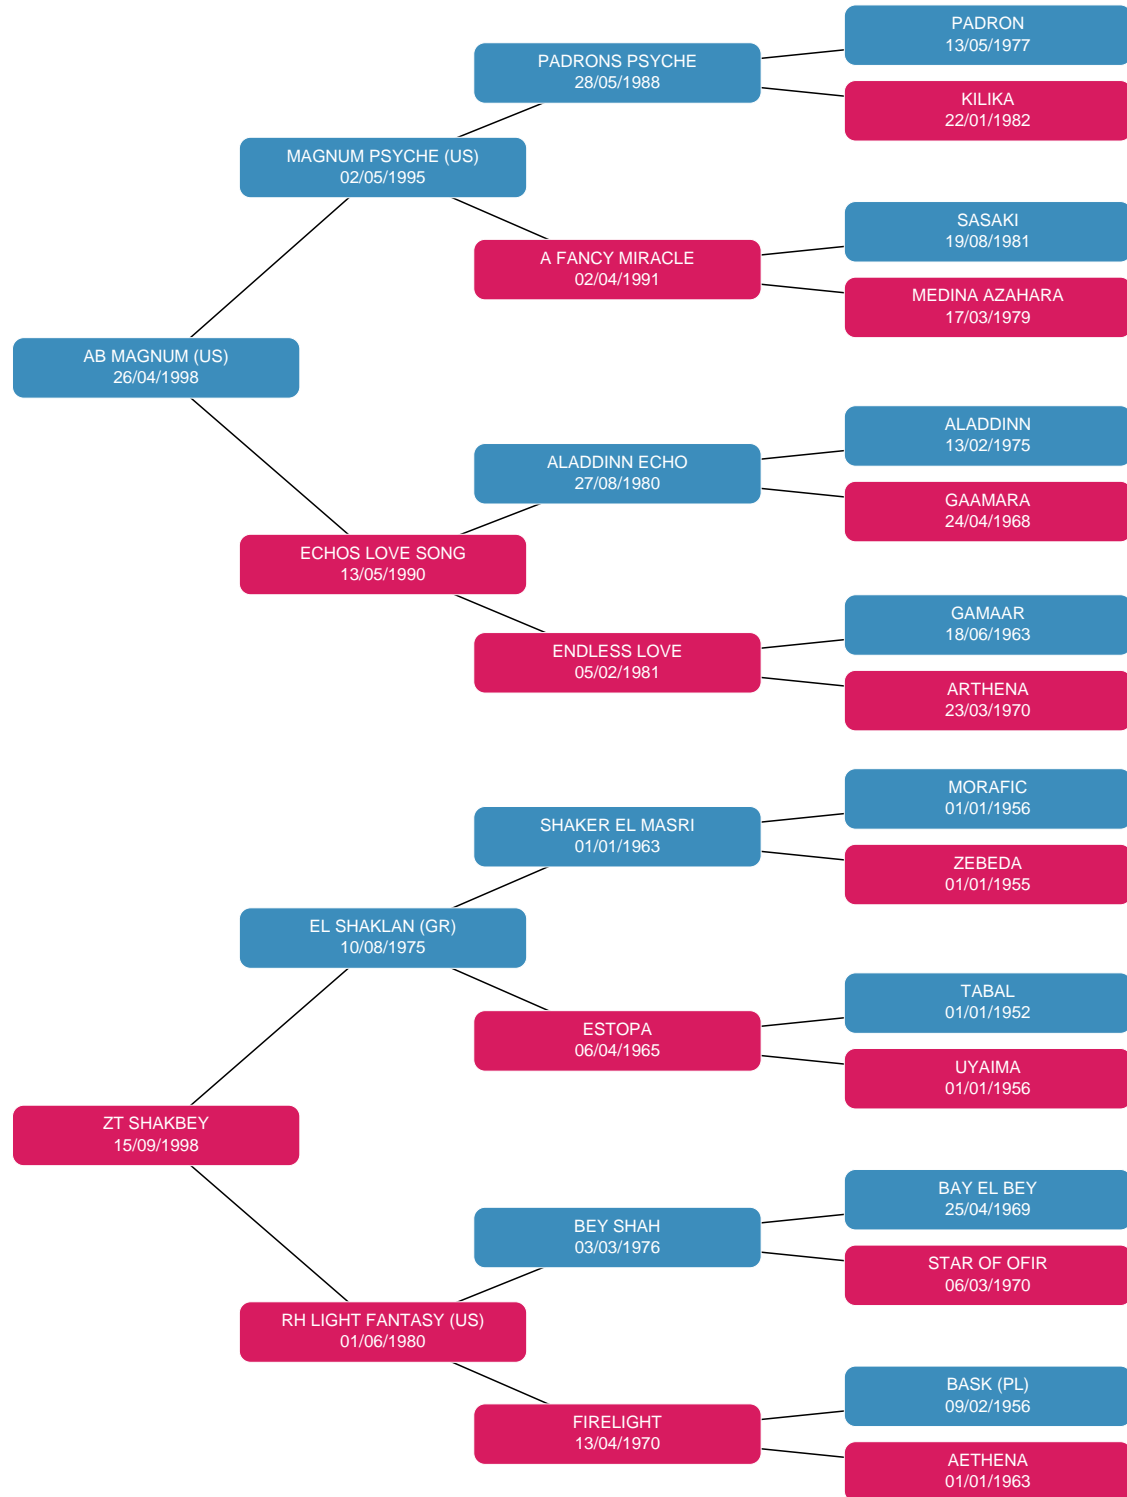 PADRON
13/05/1977
PADRONS PSYCHE
28/05/1988
KILIKA
22/01/1982
MAGNUM PSYCHE (US)
02/05/1995
SASAKI
19/08/1981
A FANCY MIRACLE
02/04/1991
MEDINA AZAHARA
17/03/1979
AB MAGNUM (US)
26/04/1998
ALADDINN
13/02/1975
ALADDINN ECHO
27/08/1980
GAAMARA
24/04/1968
ECHOS LOVE SONG
13/05/1990
GAMAAR
18/06/1963
ENDLESS LOVE
05/02/1981
ARTHENA
23/03/1970
MORAFIC
01/01/1956
SHAKER EL MASRI
01/01/1963
ZEBEDA
01/01/1955
EL SHAKLAN (GR)
10/08/1975
TABAL
01/01/1952
ESTOPA
06/04/1965
UYAIMA
01/01/1956
ZT SHAKBEY
15/09/1998
BAY EL BEY
25/04/1969
BEY SHAH
03/03/1976
STAR OF OFIR
06/03/1970
RH LIGHT FANTASY (US)
01/06/1980
BASK (PL)
09/02/1956
FIRELIGHT
13/04/1970
AETHENA
01/01/1963